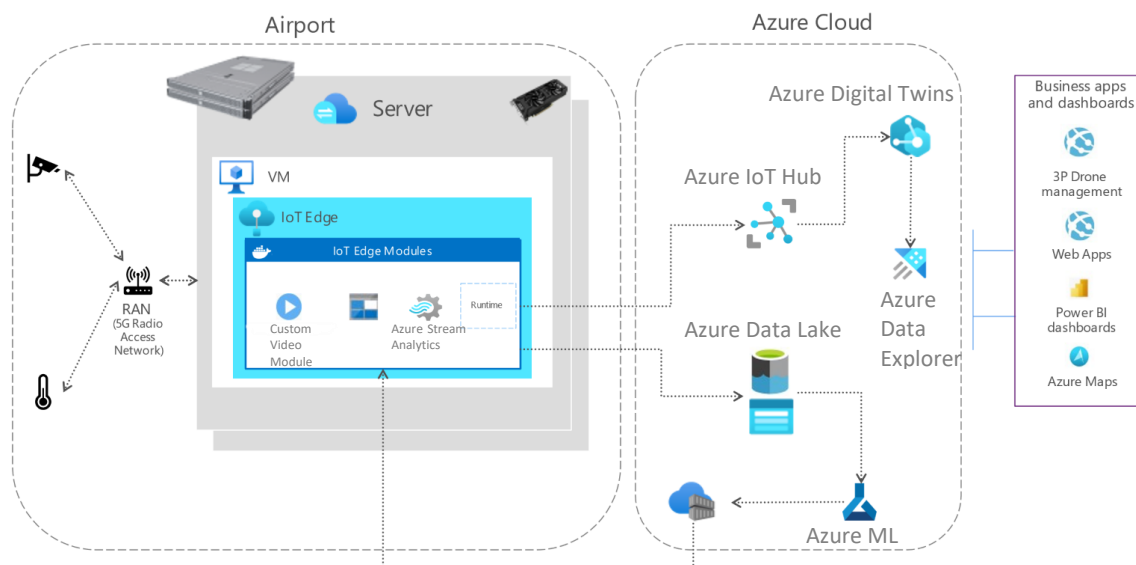 Airport
Azure Cloud
Server
VM
IoT Edge
IoT Edge Modules
Custom
Video
Module
Azure Stream
Analytics
Runtime
RAN
(5G Radio
Access
Network)
Azure Digital Twins
Azure IoT Hub
Azure
Data
Explorer
Azure Data Lake
Azure ML
Business apps
and dashboards
3P Drone
management
Web Apps
Power BI
dashboards
Azure Maps